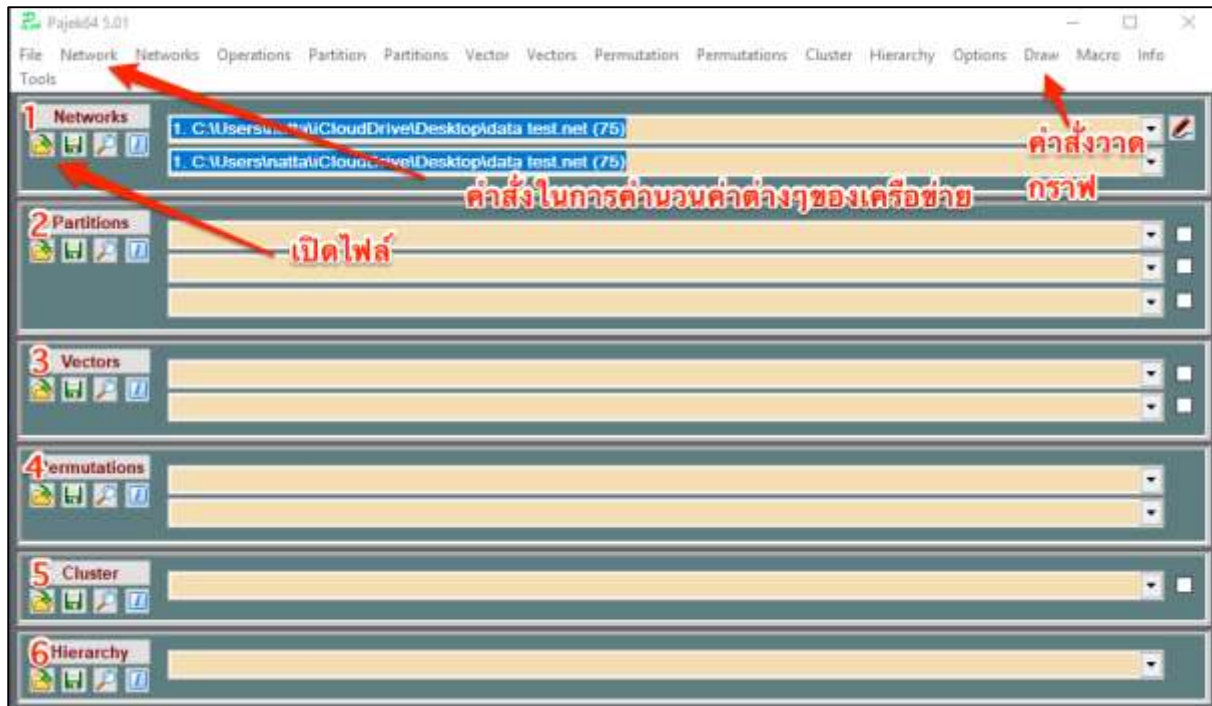 Pajek64 5.01
File Network Networks Operations Partition Partitions Vector Vectors Permutation Permutations Cluster Hierarchy Options Draw Macro Info
Tools
1 Networks
1. C:\Users\natta\iCloudDrive\Desktop\data test.net (75)
1. C:\Users\natta\iCloudDrive\Desktop\data test.net (75)
คำสั่งวาด
กราฟ
คำสั่งในการคำนวนค่าต่างๆของเครือข่าย
2 Partitions
เปิดไฟล์
3 Vectors
4 Permutations
5 Cluster
6 Hierarchy